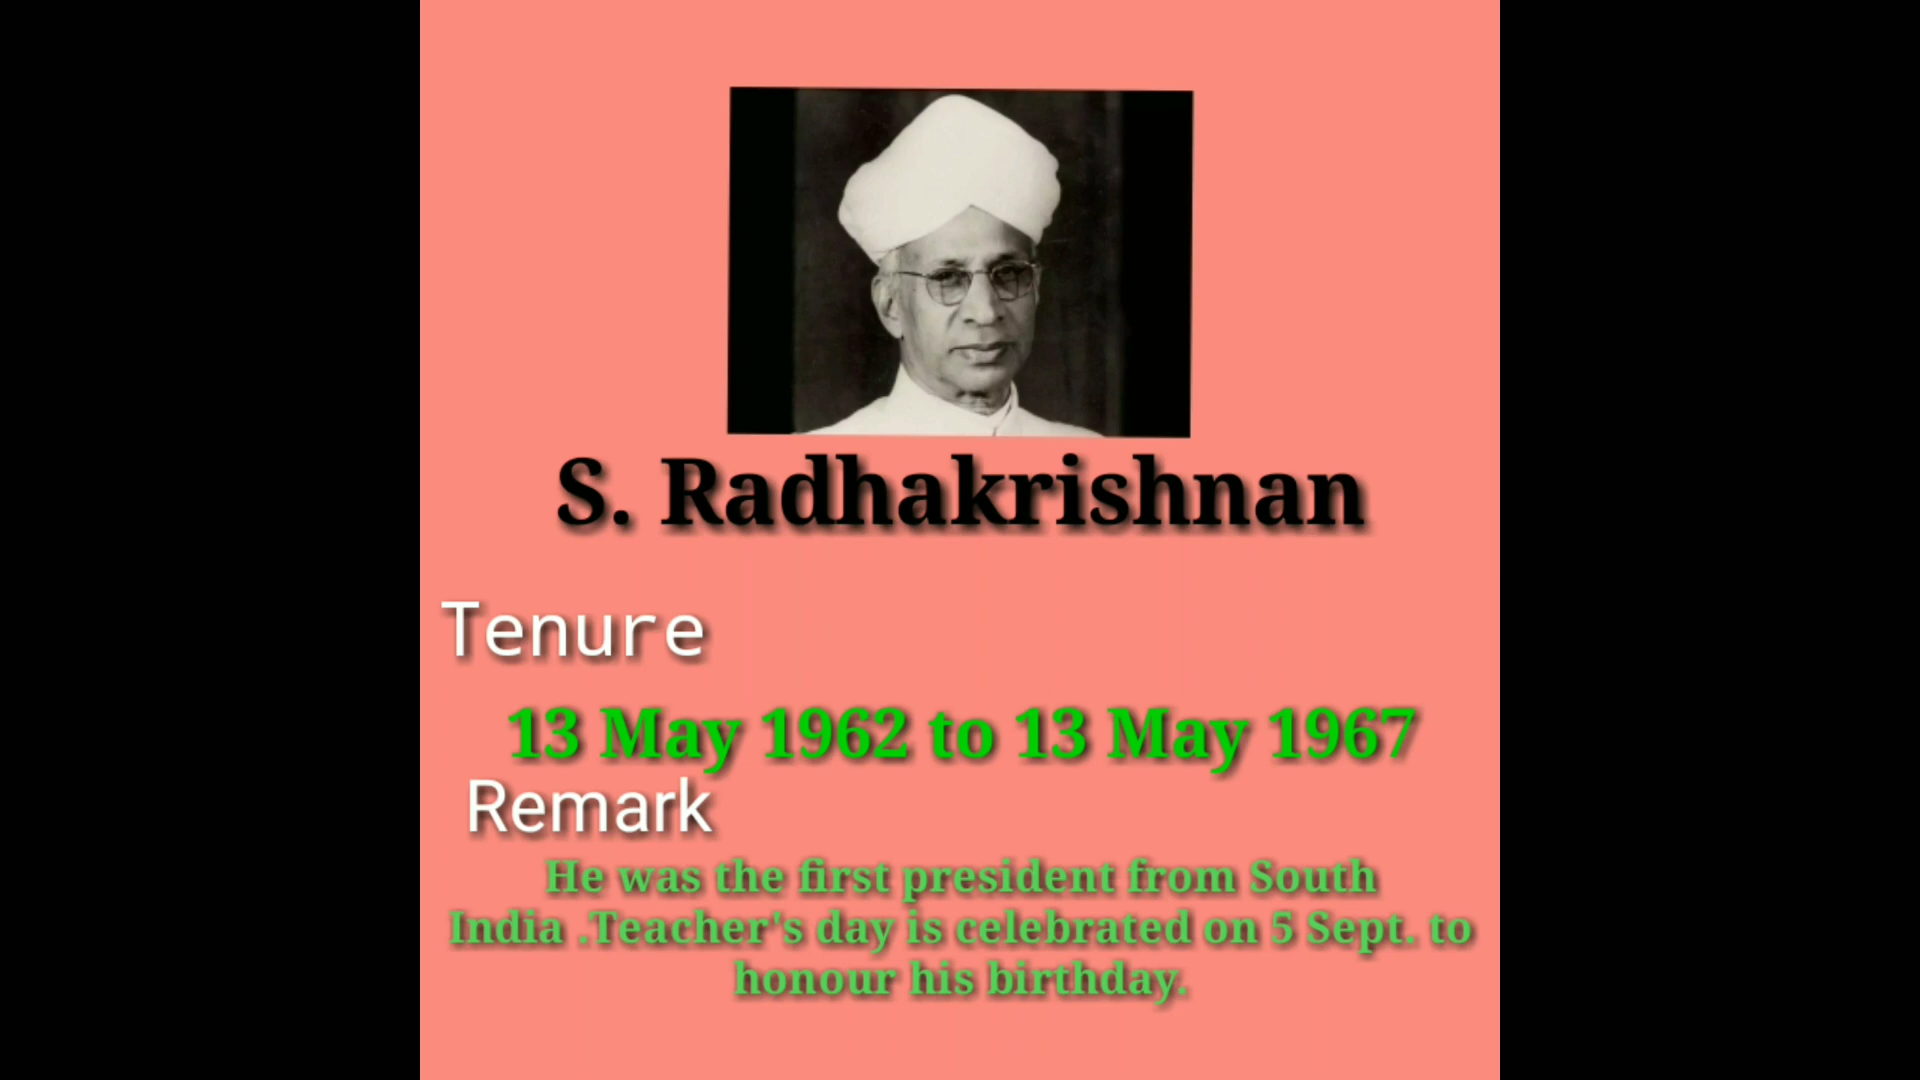 S. Radhakrishnan
Tenure
13 May 1962 to 13 May 1967
Remark
He was the first president from South
India .Teacher's day is celebrated on 5 Sept. to
honour his birthday.